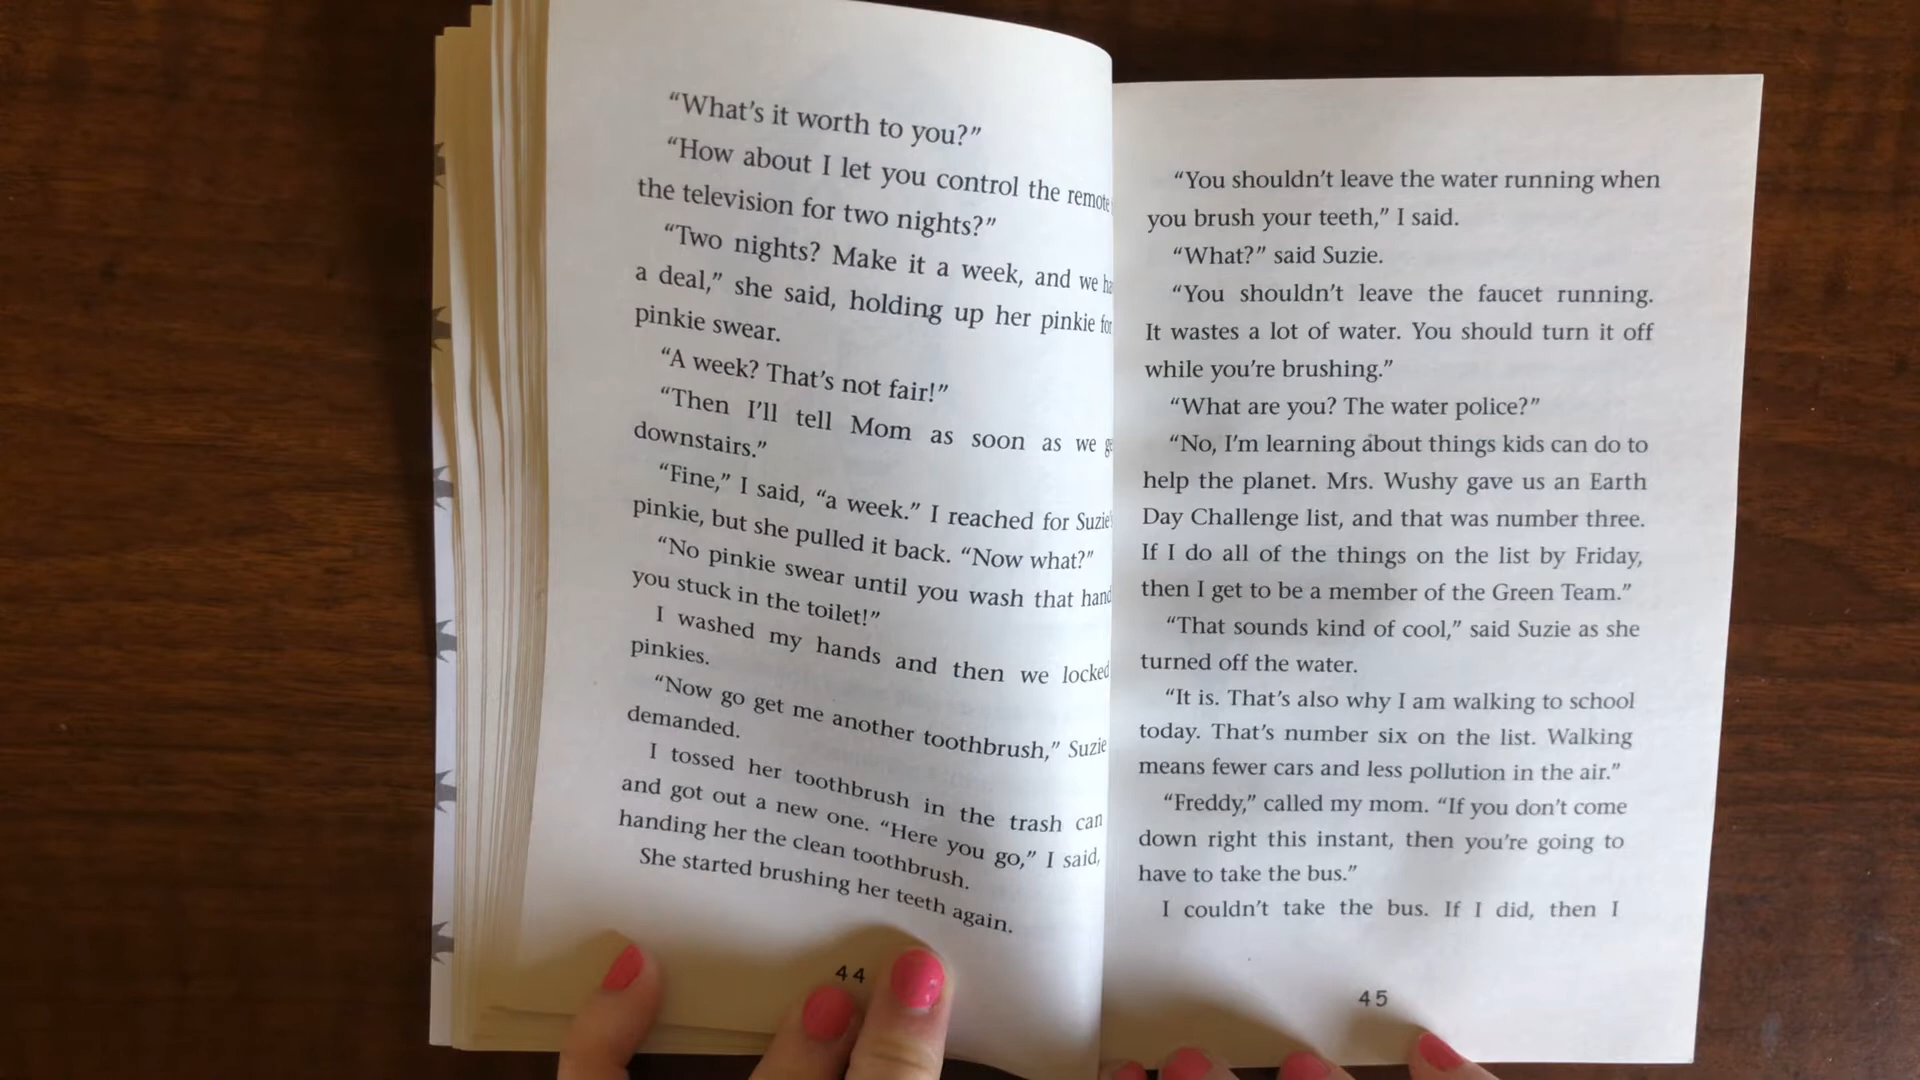 “What’s it worth to you?”
“How about I let you control the remote
the television for two nights?”
“Two nights? Make it a week, and we
a deal,” she said, holding up her pinkie for
pinkie swear.
“A week? That’s not fair!”
“Then I’ll tell Mom as soon as we
downstairs.”
“Fine,” I said, “a week.” I reached for Suzie’s
pinkie, but she pulled it back. “Now what?”
“No pinkie swear until you wash that hand
you stuck in the toilet!”
I washed my hands and then we locked
pinkies.
“Now go get me another toothbrush,” Suzie
demanded.
I tossed her toothbrush in the trash can
and got out a new one. “Here you go,” I said,
handing her the clean toothbrush.
She started brushing her teeth again.
44
“You shouldn’t leave the water running when
you brush your teeth,” I said.
“What?” said Suzie.
“You shouldn’t leave the faucet running.
It wastes a lot of water. You should turn it off
while you’re brushing.”
“What are you? The water police?”
“No, I’m learning about things kids can do to
help the planet. Mrs. Wushy gave us an Earth
Day Challenge list, and that was number three.
If I do all of the things on the list by Friday,
then I get to be a member of the Green Team.”
“That sounds kind of cool,” said Suzie as she
turned off the water.
“It is. That’s also why I am walking to school
today. That’s number six on the list. Walking
means fewer cars and less pollution in the air.”
“Freddy,” called my mom. “If you don’t come
down right this instant, then you’re going to
have to take the bus.”
I couldn’t take the bus. If I did, then I
45